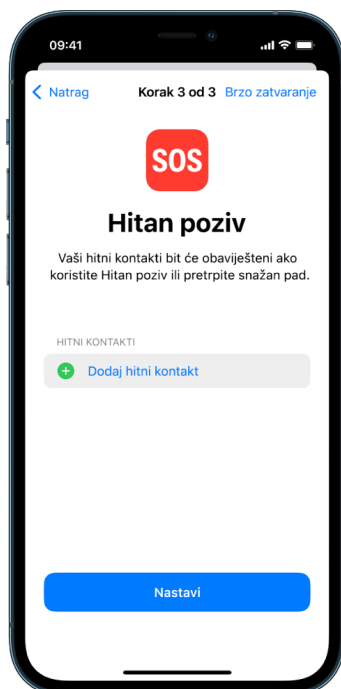 09:41
Natrag Korak 3 od 3 Brzo zatvaranje
SOS
Hitan poziv
Vaši hitni kontakti bit će obaviješteni ako
koristite Hitan poziv ili pretrpite snažan pad.
HITNI KONTAKTI
Dodaj hitni kontakt
Nastavi